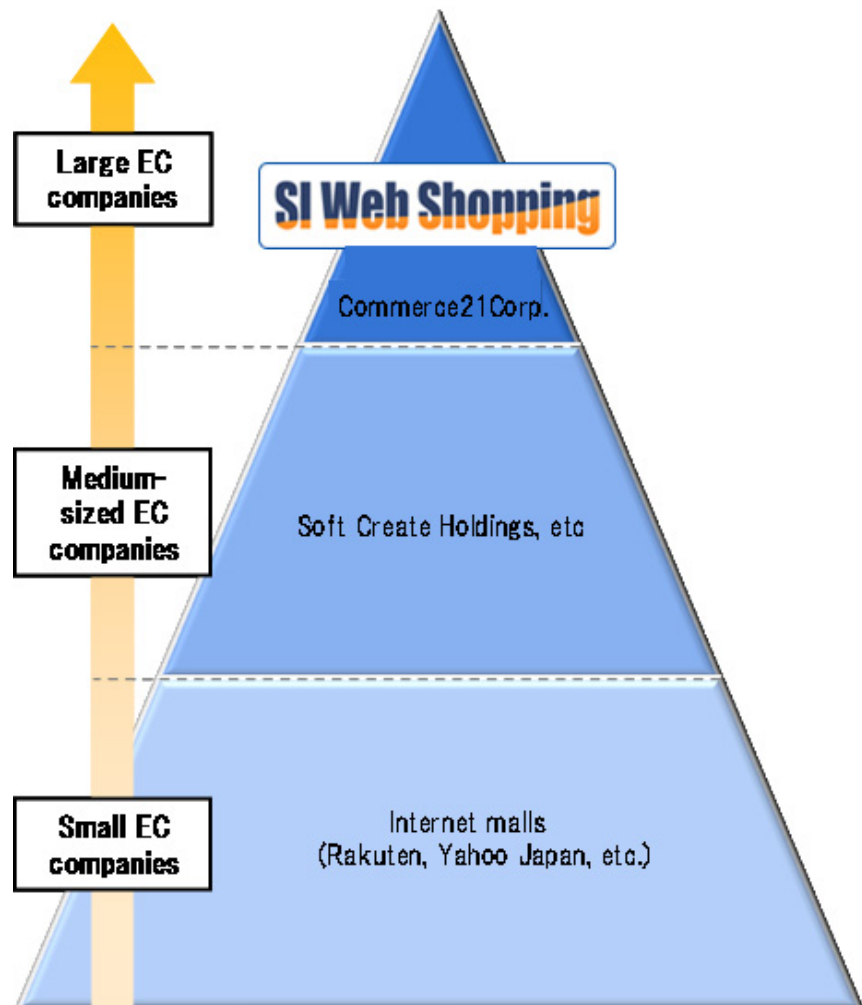 Large EC
companies
SI Web Shopping
Commerce21Corp.
Medium-
sized EC
companies
Soft Create Holdings, etc
Small EC
companies
Internet malls
(Rakuten, Yahoo Japan, etc.)